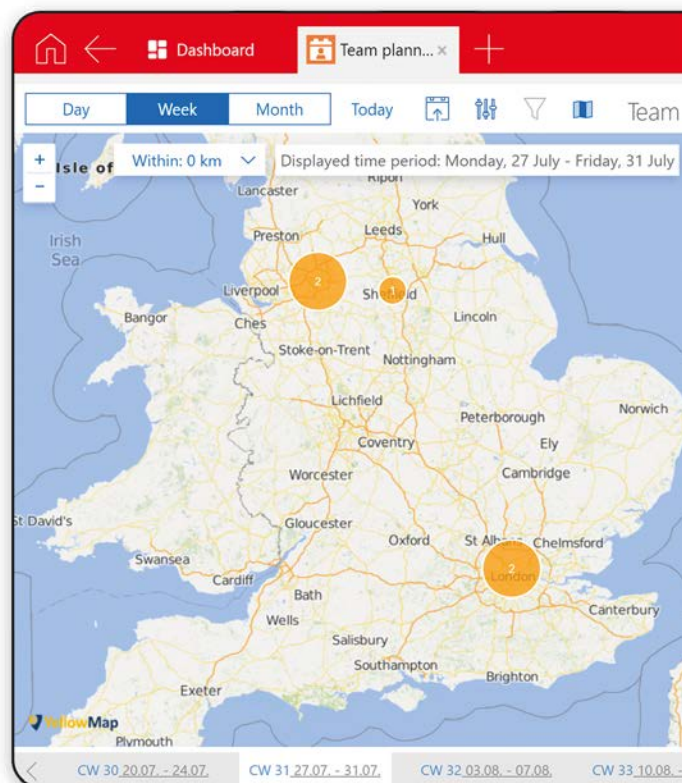 Dashboard
Team plann... ×
Day Week Month Today Team
+
−
Isle of
Within: 0 km
Displayed time period: Monday, 27 July - Friday, 31 July
Ripon
Lancaster
York
Irish
Sea
Preston
Leeds
Hull
2
1
Liverpool
Sheffield
Bangor
Ches
Lincoln
Stoke-on-Trent
Nottingham
Lichfield
Norwich
Peterborough
Coventry
Ely
Worcester
Cambridge
St David's
Gloucester
Oxford
St Albans
Chelmsford
Swansea
2
London
Cardiff
Bath
Canterbury
Wells
Salisbury
Southampton
Brighton
Exeter
YellowMap
Plymouth
CW 30 20.07. - 24.07. CW 31 27.07. - 31.07. CW 32 03.08. - 07.08. CW 33 10.08. -